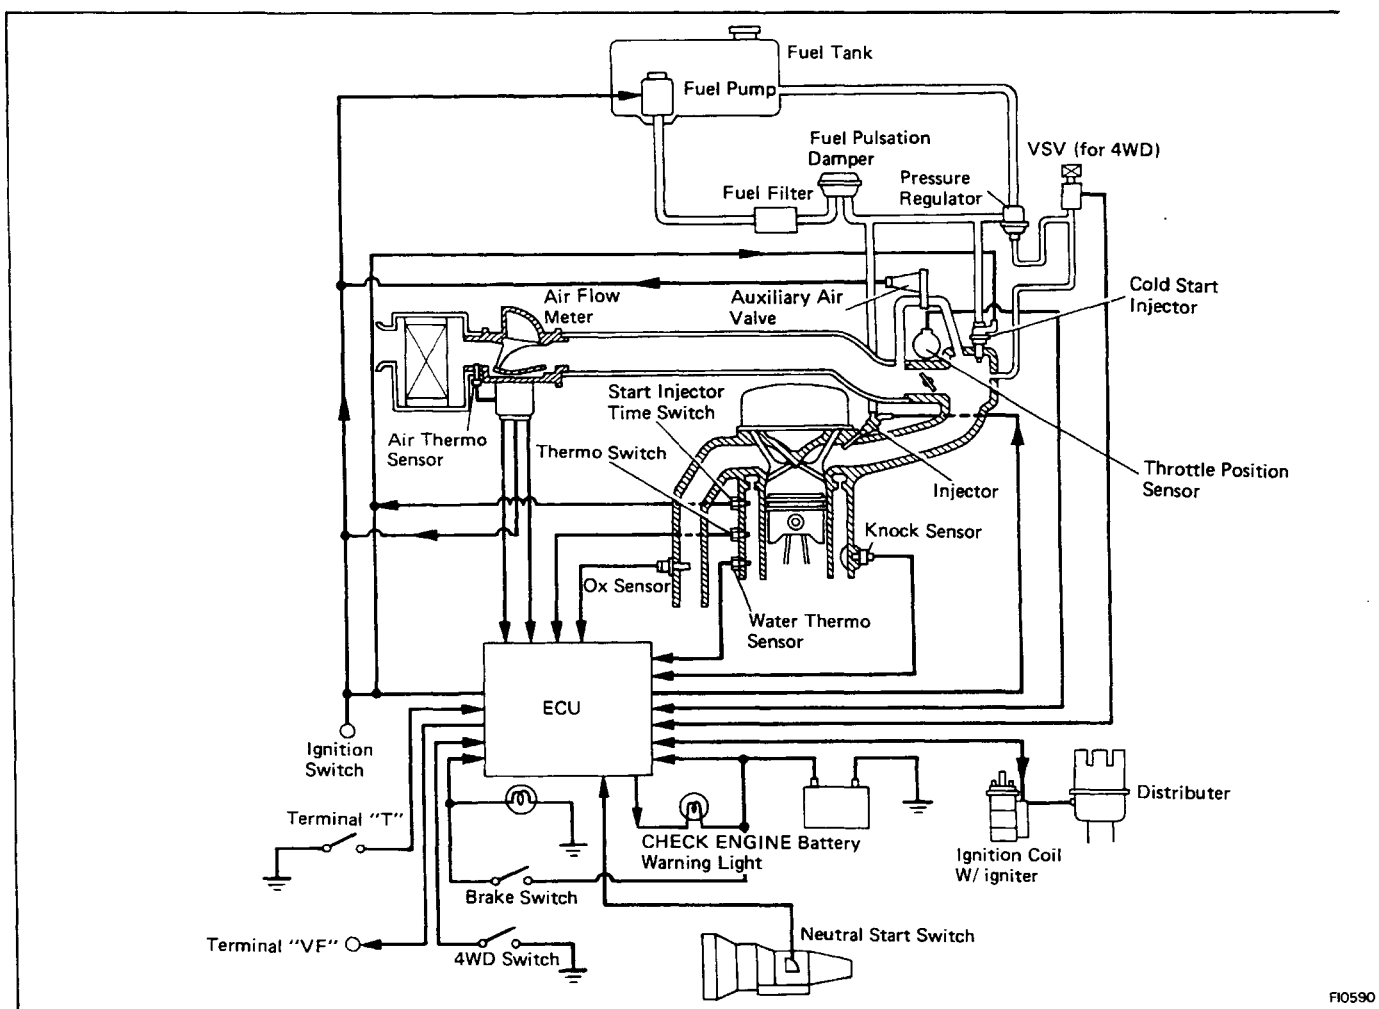 Fuel Tank
Fuel Pump
Fuel Pulsation
Damper
VSV (for 4WD)
Pressure
Regulator
Fuel Filter
Cold Start
Injector
Air Flow
Meter
Auxiliary Air
Valve
Start Injector
Time Switch
Air Thermo
Sensor
Thermo Switch
Throttle Position
Sensor
Injector
Knock Sensor
Ox Sensor
Water Thermo
Sensor
ECU
Ignition
Switch
Distributer
Terminal "T"
CHECK ENGINE
Warning Light
Battery
Ignition Coil
W/ igniter
Brake Switch
Neutral Start Switch
Terminal "VF"
4WD Switch
FI0590